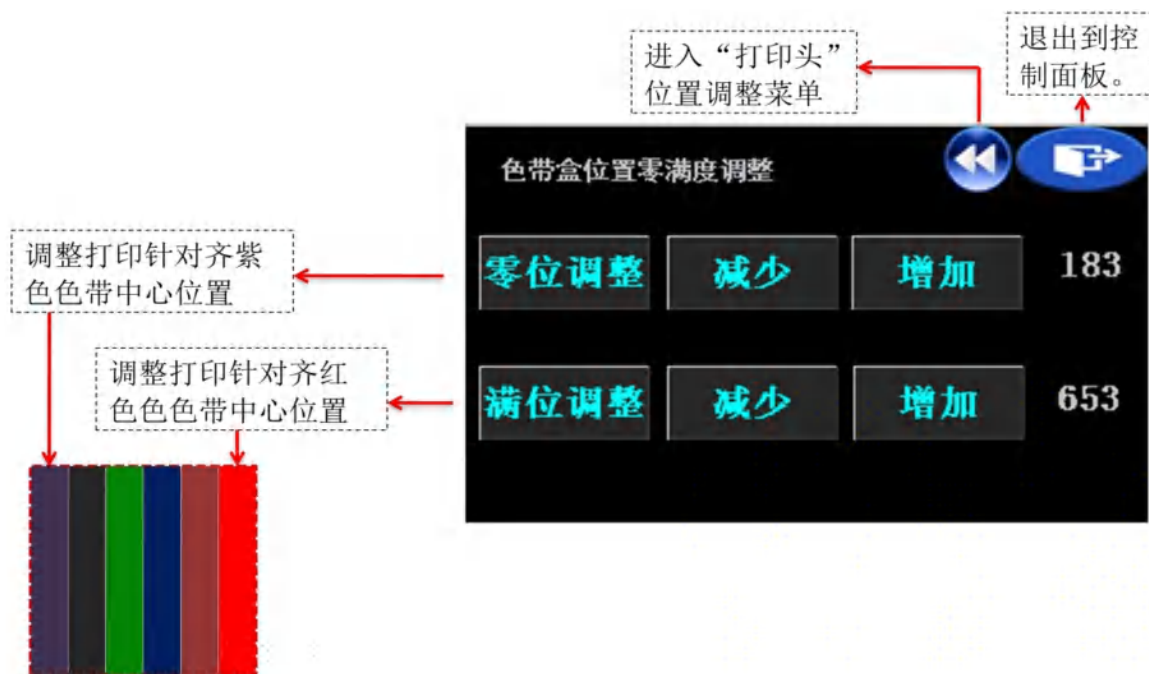 进入“打印头”
位置调整菜单
退出到控
制面板。
色带盒位置零满度调整
调整打印针对齐紫
色色带中心位置
零位调整 减少 增加 183
调整打印针对齐红
色色色带中心位置
满位调整 减少 增加 653